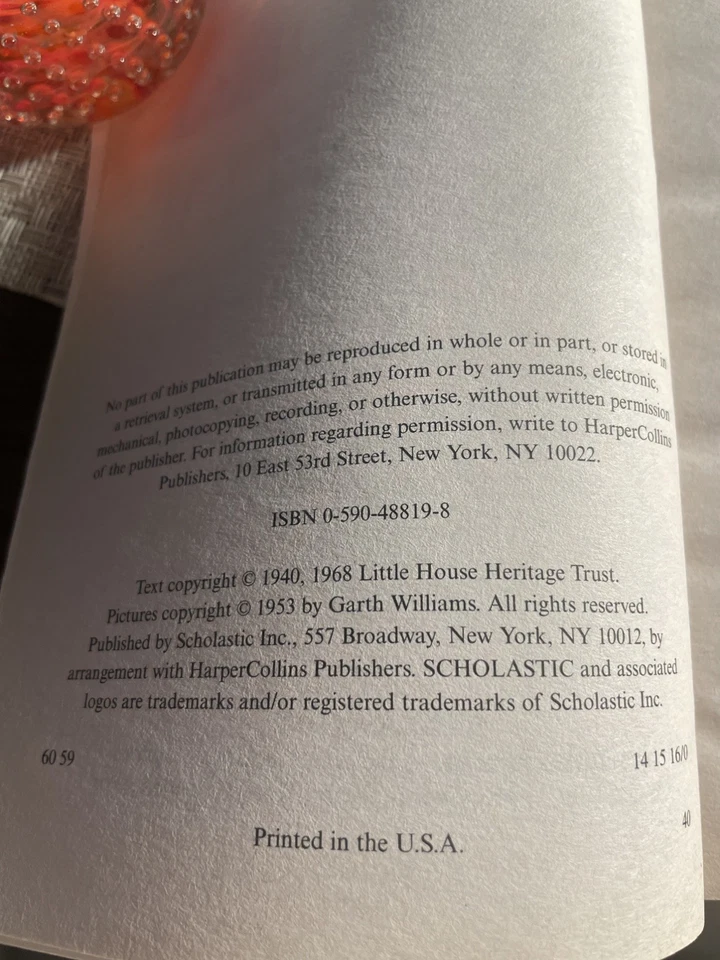 No part of this publication may be reproduced in whole or in part, or stored in
a retrieval system, or transmitted in any form or by any means, electronic,
mechanical, photocopying, recording, or otherwise, without written permission
of the publisher. For information regarding permission, write to HarperCollins
Publishers, 10 East 53rd Street, New York, NY 10022.
ISBN 0-590-48819-8
Text copyright © 1940, 1968 Little House Heritage Trust.
Pictures copyright © 1953 by Garth Williams. All rights reserved.
Published by Scholastic Inc., 557 Broadway, New York, NY 10012, by
arrangement with HarperCollins Publishers. SCHOLASTIC and associated
logos are trademarks and/or registered trademarks of Scholastic Inc.
60 59 14 15 16/0
40
Printed in the U.S.A.